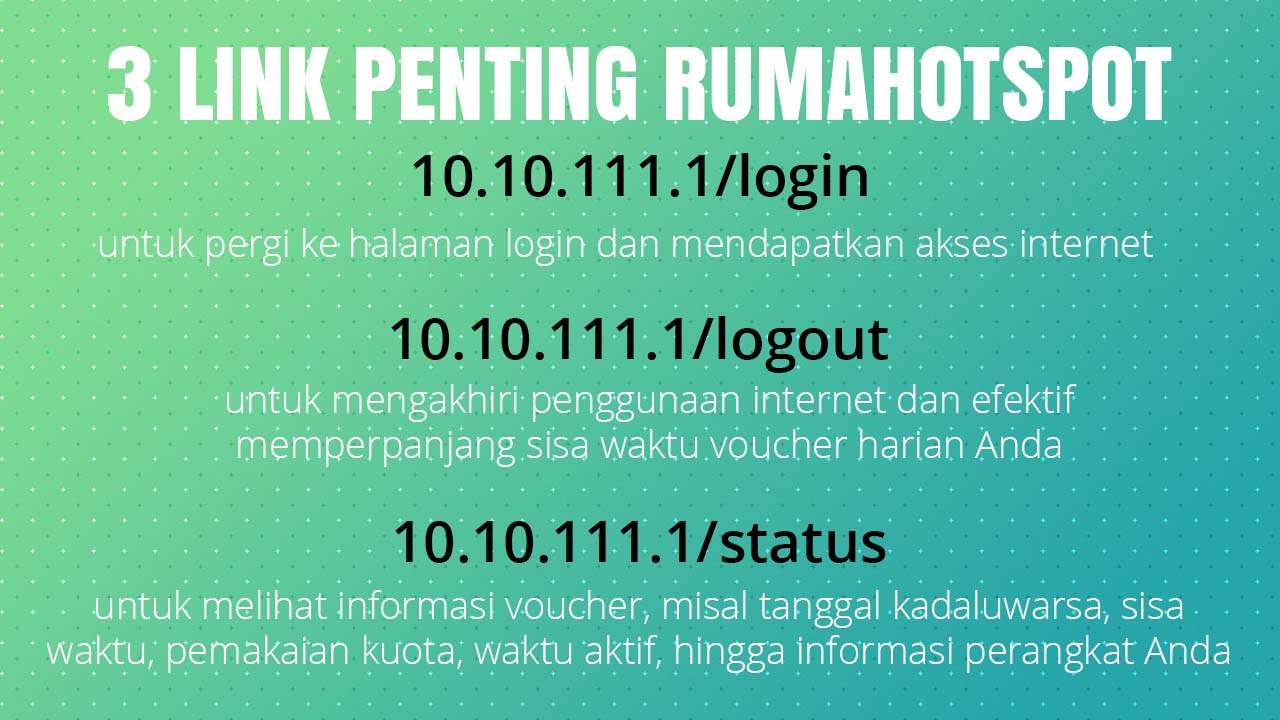 3 LINK PENTING RUMAHOTSPOT
10.10.111.1/login
untuk pergi ke halaman login dan mendapatkan akses internet
10.10.111.1/logout
untuk mengakhiri penggunaan internet dan efektif
memperpanjang sisa waktu voucher harian Anda
10.10.111.1/status
untuk melihat informasi voucher, misal tanggal kadaluwarsa, sisa
waktu, pemakaian kuota, waktu aktif, hingga informasi perangkat Anda